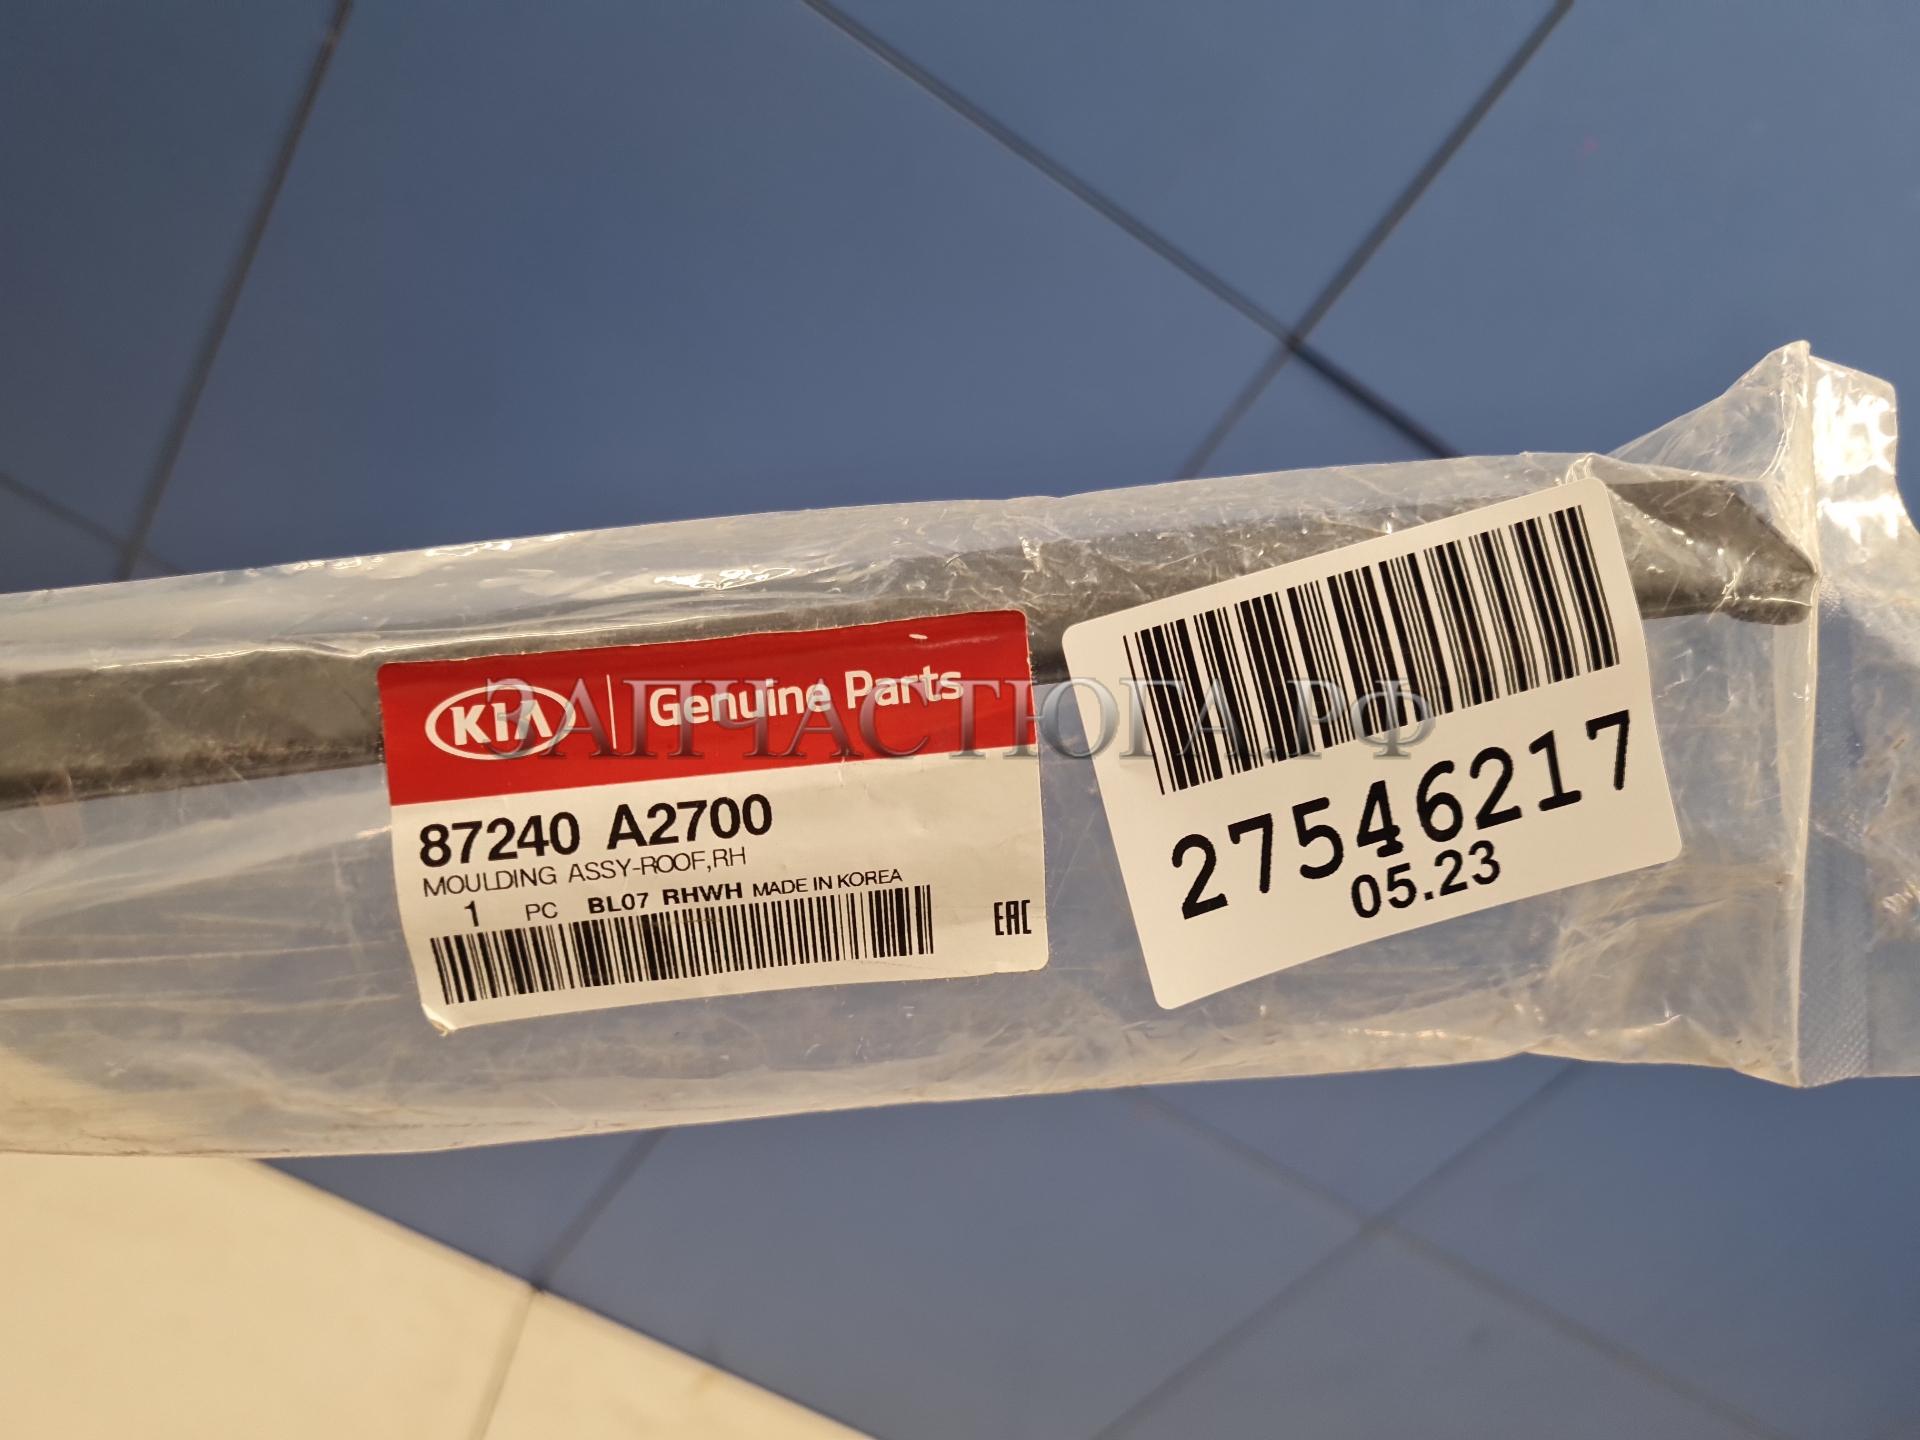 KIA Genuine Parts
ЗАПЧАСТЮГА.РФ
87240 A2700
MOULDING ASSY-ROOF,RH
1 PC BL07 RHWH MADE IN KOREA
EAC
27546217
05.23